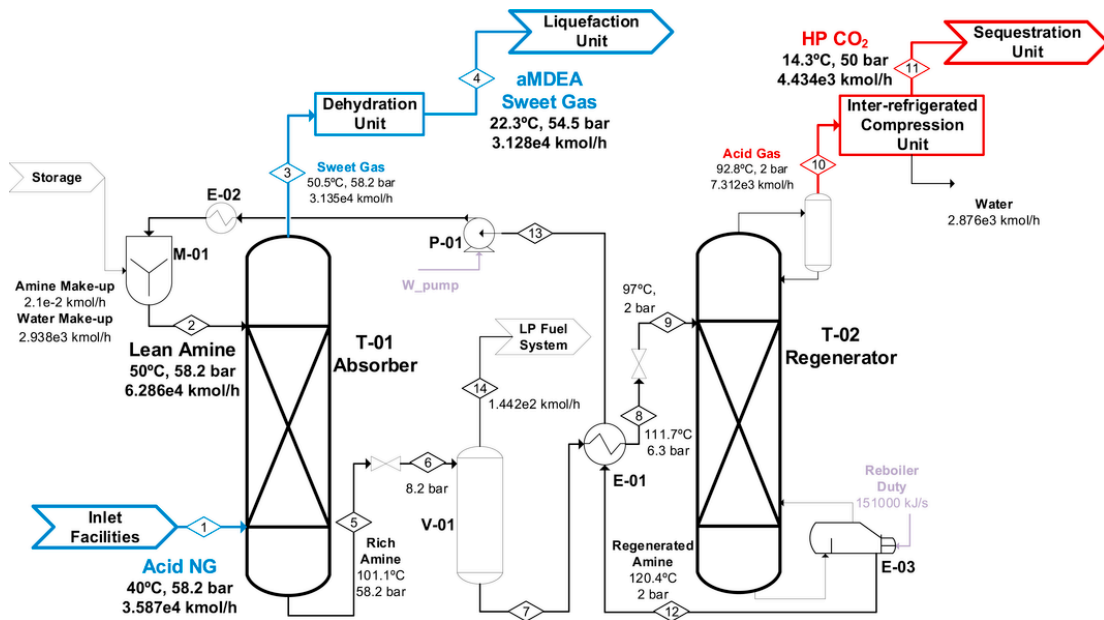 Liquefaction
Unit
4
aMDEA
Sweet Gas
22.3ºC, 54.5 bar
3.128e4 kmol/h
Dehydration
Unit
3
Sweet Gas
50.5ºC, 58.2 bar
3.135e4 kmol/h
HP CO₂
14.3ºC, 50 bar
4.434e3 kmol/h
11
Sequestration
Unit
Inter-refrigerated
Compression
Unit
10
Acid Gas
92.8ºC, 2 bar
7.312e3 kmol/h
Water
2.876e3 kmol/h
Storage
E-02
M-01
Amine Make-up
2.1e-2 kmol/h
Water Make-up
2.938e3 kmol/h
2
Lean Amine
50ºC, 58.2 bar
6.286e4 kmol/h
T-01
Absorber
P-01
13
W_pump
LP Fuel
System
14
1.442e2 kmol/h
97ºC,
2 bar
9
8
111.7ºC
6.3 bar
E-01
T-02
Regenerator
6
8.2 bar
V-01
5
Rich
Amine
101.1ºC
58.2 bar
Inlet
Facilities
1
Acid NG
40ºC, 58.2 bar
3.587e4 kmol/h
7
Regenerated
Amine
120.4ºC
2 bar
12
Reboiler
Duty
151000 kJ/s
E-03